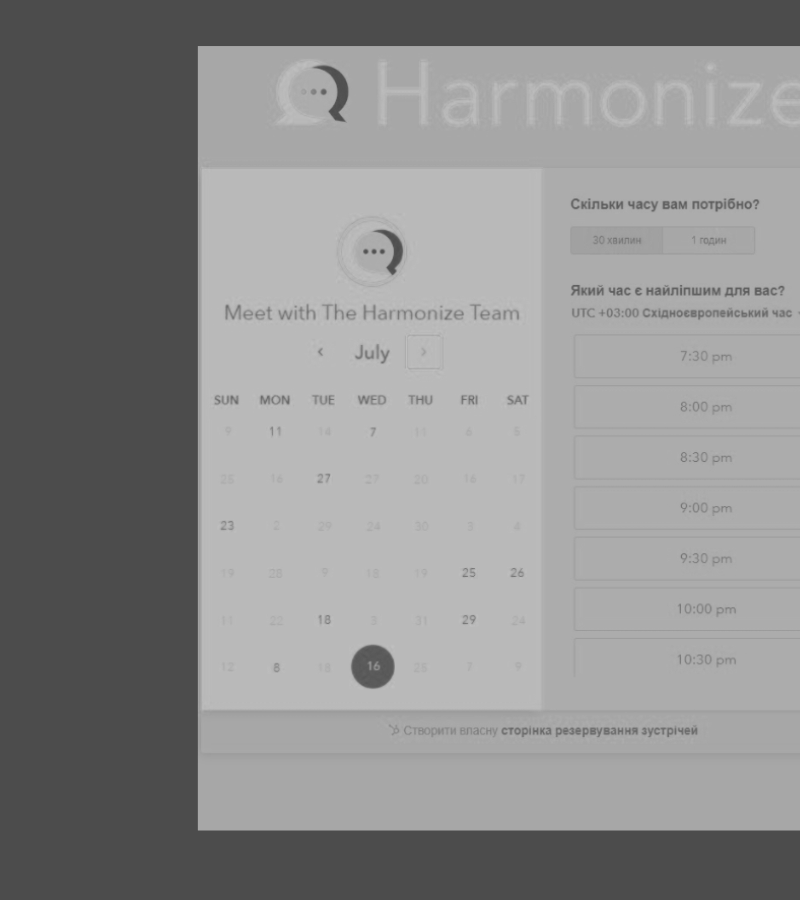 Harmonize
Meet with The Harmonize Team
July
SUN MON TUE WED THU FRI SAT
9 11 14 7 11 4 5
25 16 27 27 20 16 17
23 2 29 24 30 3 4
19 28 9 18 19 25 26
11 22 18 3 31 29 24
12 8 18 16 25 7 9
Скільки часу вам потрібно?
30 хвилин 1 годин
Який час є найліпшим для вас?
UTC +03:00 Східноєвропейський час
7:30 pm
8:00 pm
8:30 pm
9:00 pm
9:30 pm
10:00 pm
10:30 pm
Створити власну сторінка резервування зустрічей